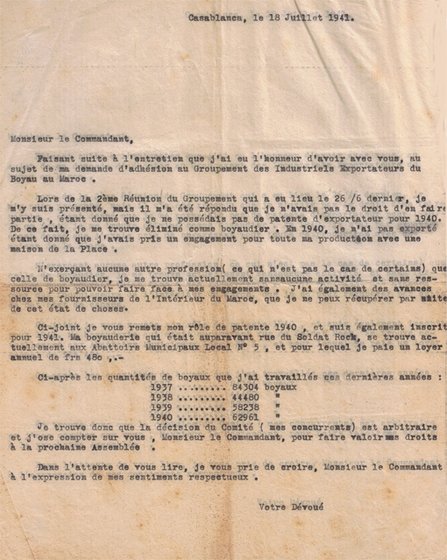 Casablanca, le 18 Juillet 1941.
Monsieur le Commandant,
Faisant suite à l'entretien que j'ai eu l'honneur d'avoir avec vous, au
sujet de ma demande d'adhésion au Groupement des Industriels Exportateurs du
Boyau au Maroc .
Lors de la 2ème Réunion du Groupement qui a eu lieu le 26 /6 dernier, je
m'y suis présenté, mais il m'a été répondu que je n'avais pas le droit d'en faire
partie , étant donné que je ne possédais pas de patente d'exportateur pour 1940.
De ce fait, je me trouve éliminé comme boyaudier . En 1940, je n'ai pas exporté
étant donné que j'avais pris un engagement pour toute ma production avec une
maison de la Place .
N'exerçant aucune autre profession( ce qui n'est pas le cas de certains) que
celle de boyaudier, je me trouve actuellement sansaucune activité et sans res-
source pour pouvoir faire face à mes engagements . J'ai également des avances
chez mes fournisseurs de l'Intérieur du Maroc, que je ne peux récupérer par suite
de cet état de choses.
Ci-joint je vous remets mon rôle de patente 1940 , et suis également inscrit
pour 1941. Ma boyauderie qui était auparavant rue du Soldat Roch, se trouve ac-
tuellement aux Abattoirs Municipaux Local N° 5 , et pour lequel je paie un loyer
annuel de frs 480 ,.-
Ci-après les quantités de boyaux que j'ai travaillés ces dernières années :
1937 ......... 84304 boyaux
1938 ......... 44480 "
1939 ......... 58238 "
1940 ......... 62961 "
Je trouve donc que la décision du Comité ( mes concurents) est arbitraire
et j'ose compter sur vous , Monsieur le Commandant, pour faire valoir mes droits
à la prochaine Assemblée .
Dans l'attente de vous lire, je vous prie de croire, Monsieur le Commandant
à l'expression de mes sentiments respectueux .
Votre Dévoué